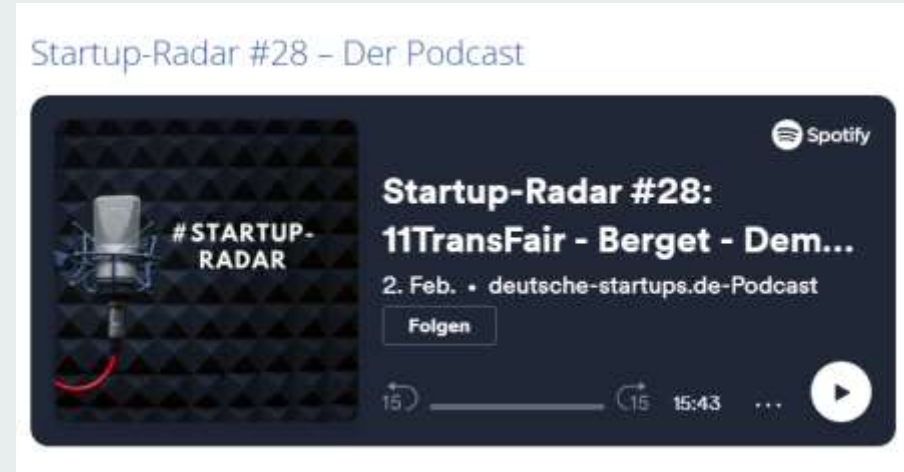 Startup-Radar #28 – Der Podcast
Spotify
#STARTUP-
RADAR
Startup-Radar #28:
11TransFair - Berget - Dem...
2. Feb. • deutsche-startups.de-Podcast
Folgen
15
15
15:43
...